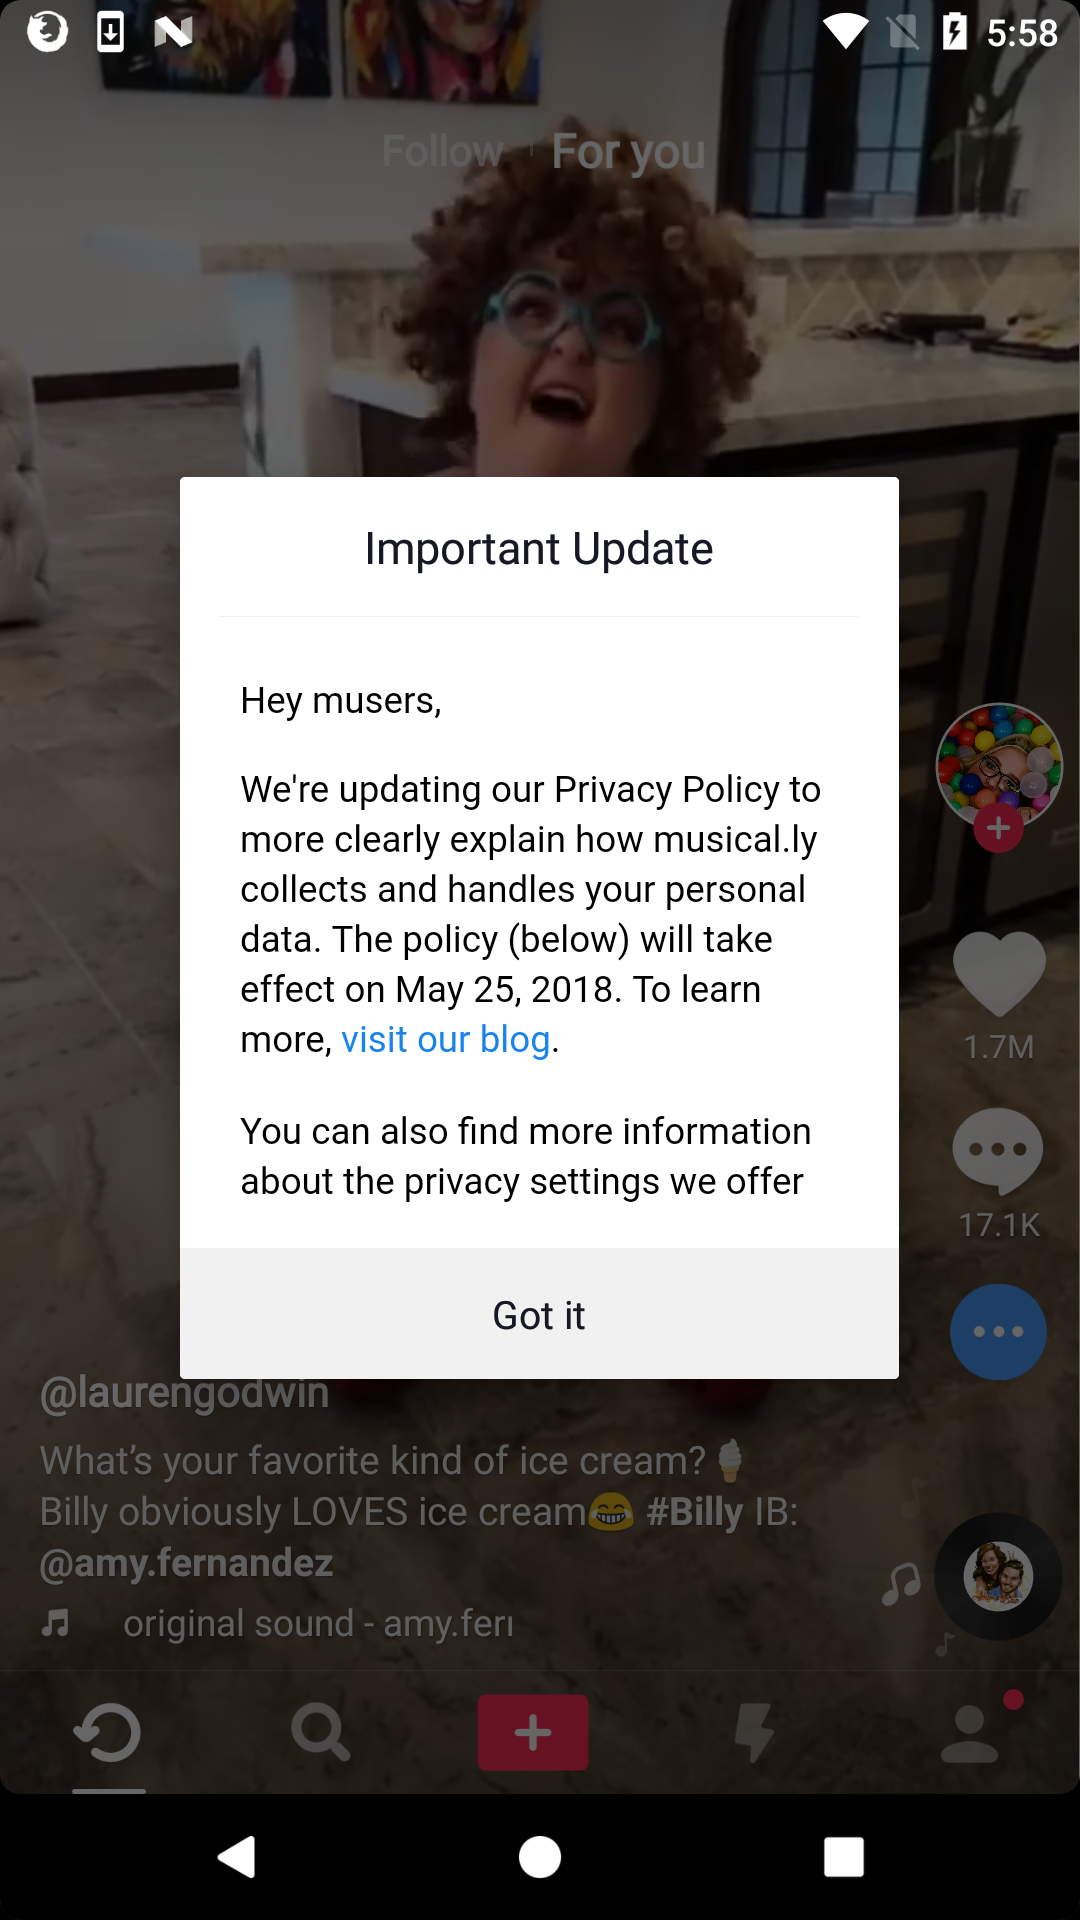 5:58
Follow For you
Important Update
Hey musers,
We're updating our Privacy Policy to
more clearly explain how musical.ly
collects and handles your personal
data. The policy (below) will take
effect on May 25, 2018. To learn
more, visit our blog.
You can also find more information
about the privacy settings we offer
Got it
1.7M
17.1K
@laurengodwin
What’s your favorite kind of ice cream?🍦
Billy obviously LOVES ice cream😂 #Billy IB:
@amy.fernandez
original sound - amy.fer